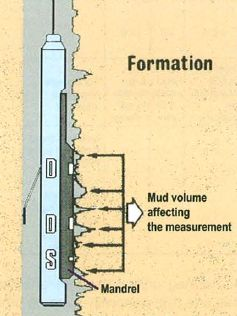 Formation
D
D
S
Mud volume
affecting
the measurement
Mandrel